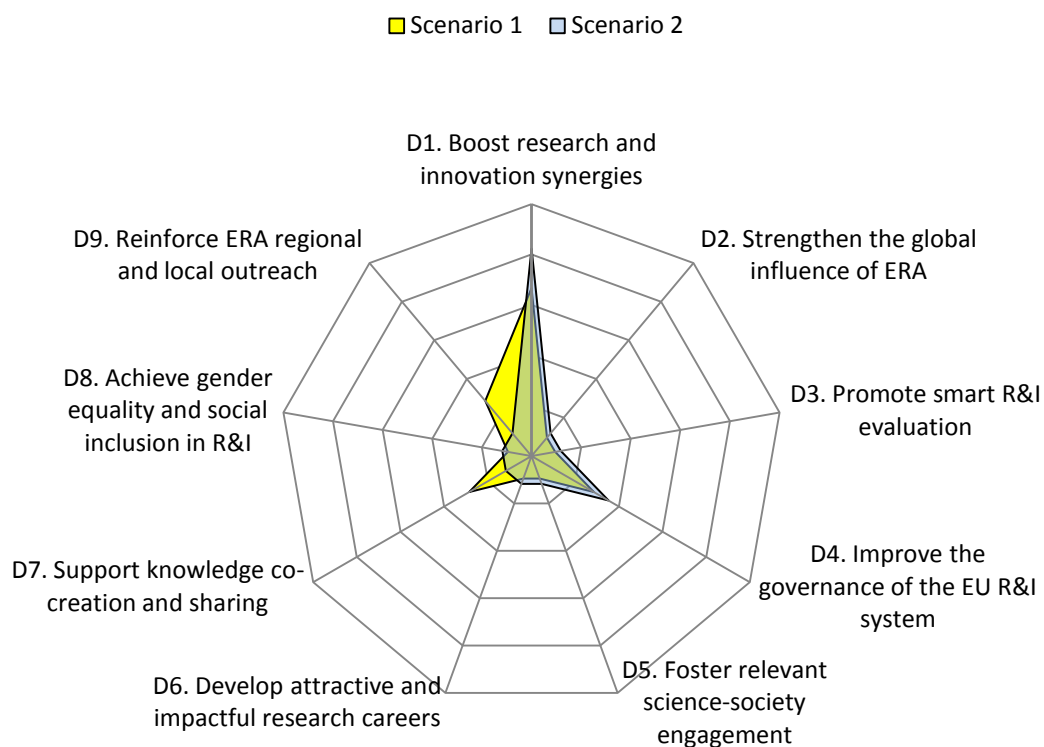 Scenario 1 Scenario 2
D1. Boost research and
innovation synergies
D2. Strengthen the global
influence of ERA
D3. Promote smart R&I
evaluation
D4. Improve the
governance of the EU R&I
system
D5. Foster relevant
science-society
engagement
D6. Develop attractive and
impactful research careers
D7. Support knowledge co-
creation and sharing
D8. Achieve gender
equality and social
inclusion in R&I
D9. Reinforce ERA regional
and local outreach